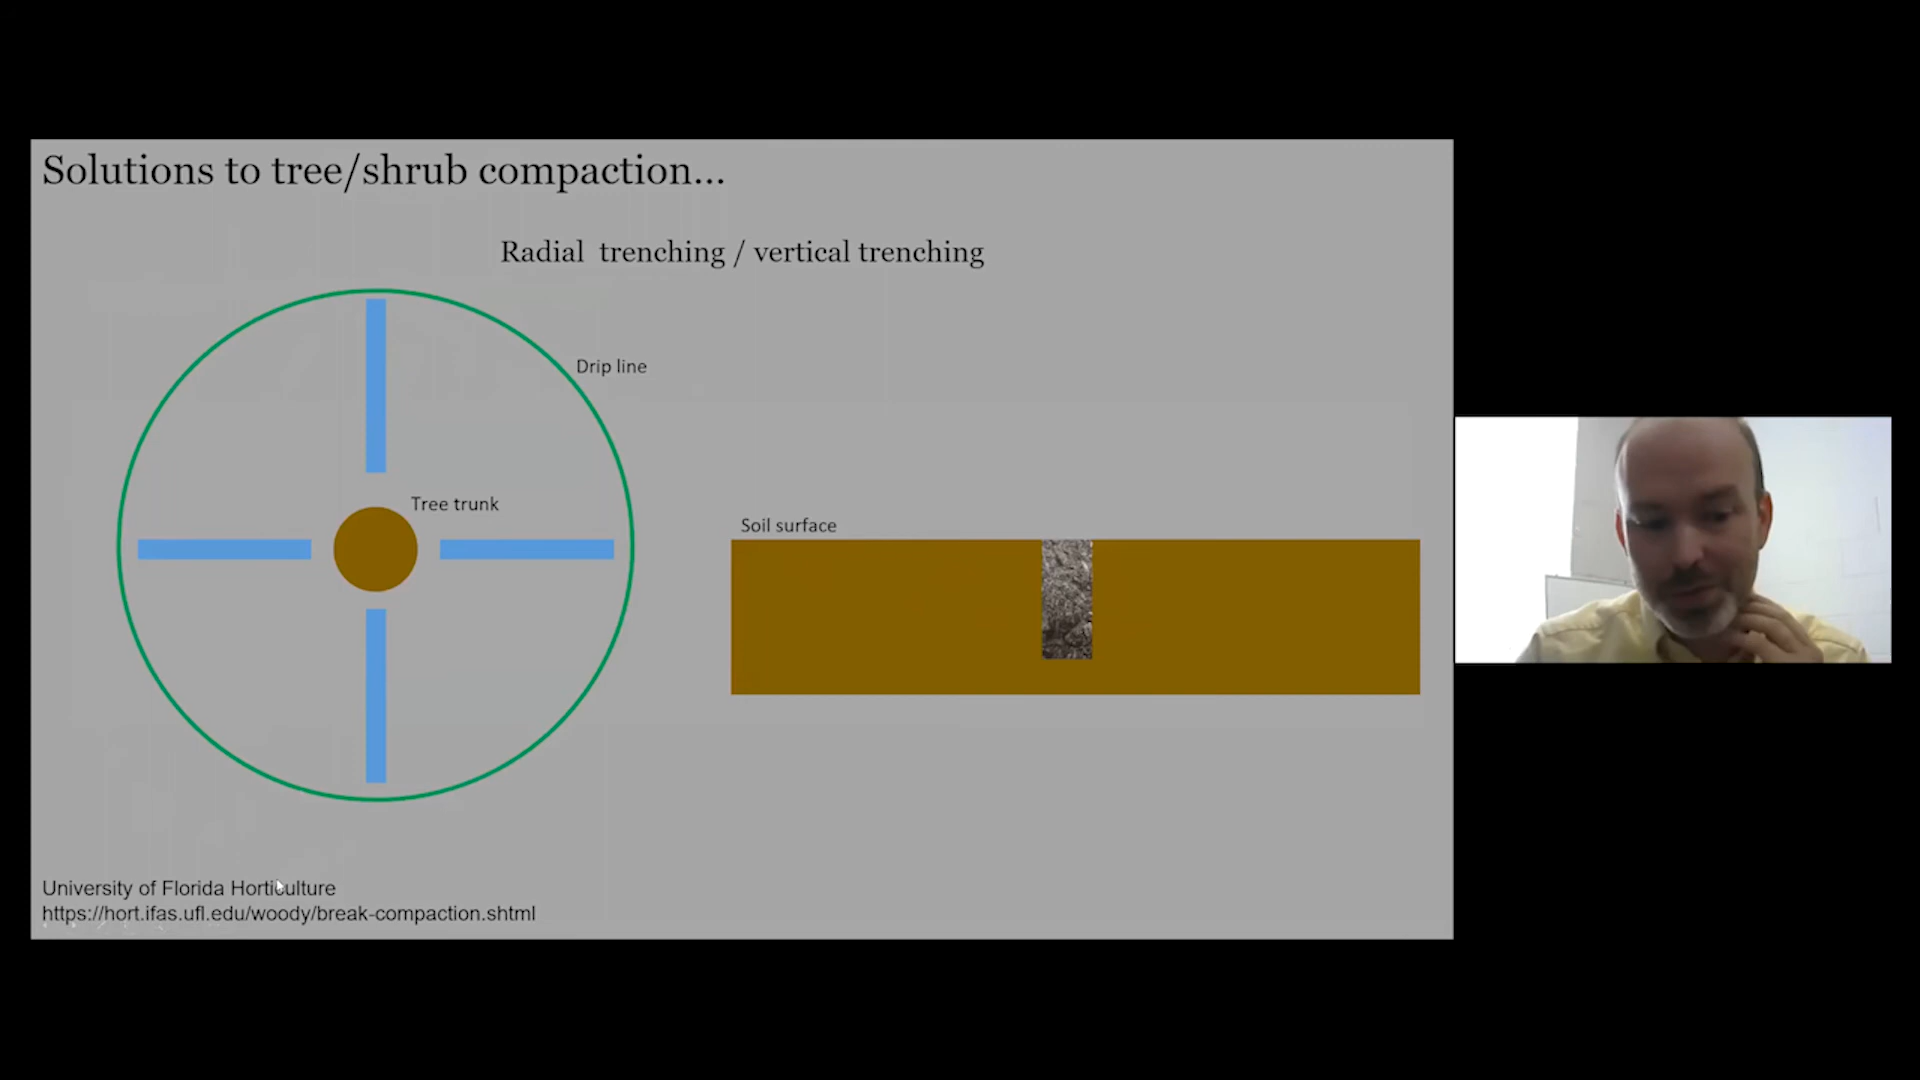 Solutions to tree/shrub compaction...
Radial trenching / vertical trenching
Drip line
Tree trunk
Soil surface
University of Florida Horticulture
https://hort.ifas.ufl.edu/woody/break-compaction.shtml